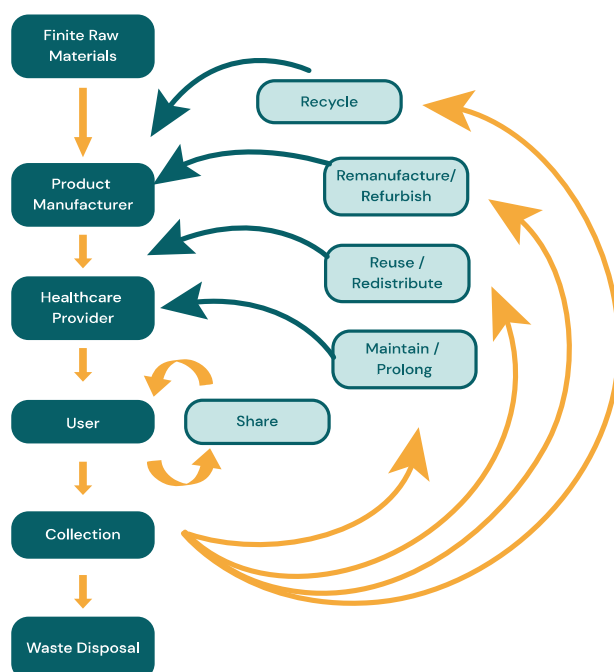 Finite Raw
Materials
Recycle
Product
Manufacturer
Remanufacture/
Refurbish
Reuse /
Redistribute
Healthcare
Provider
Maintain /
Prolong
User
Share
Collection
Waste Disposal